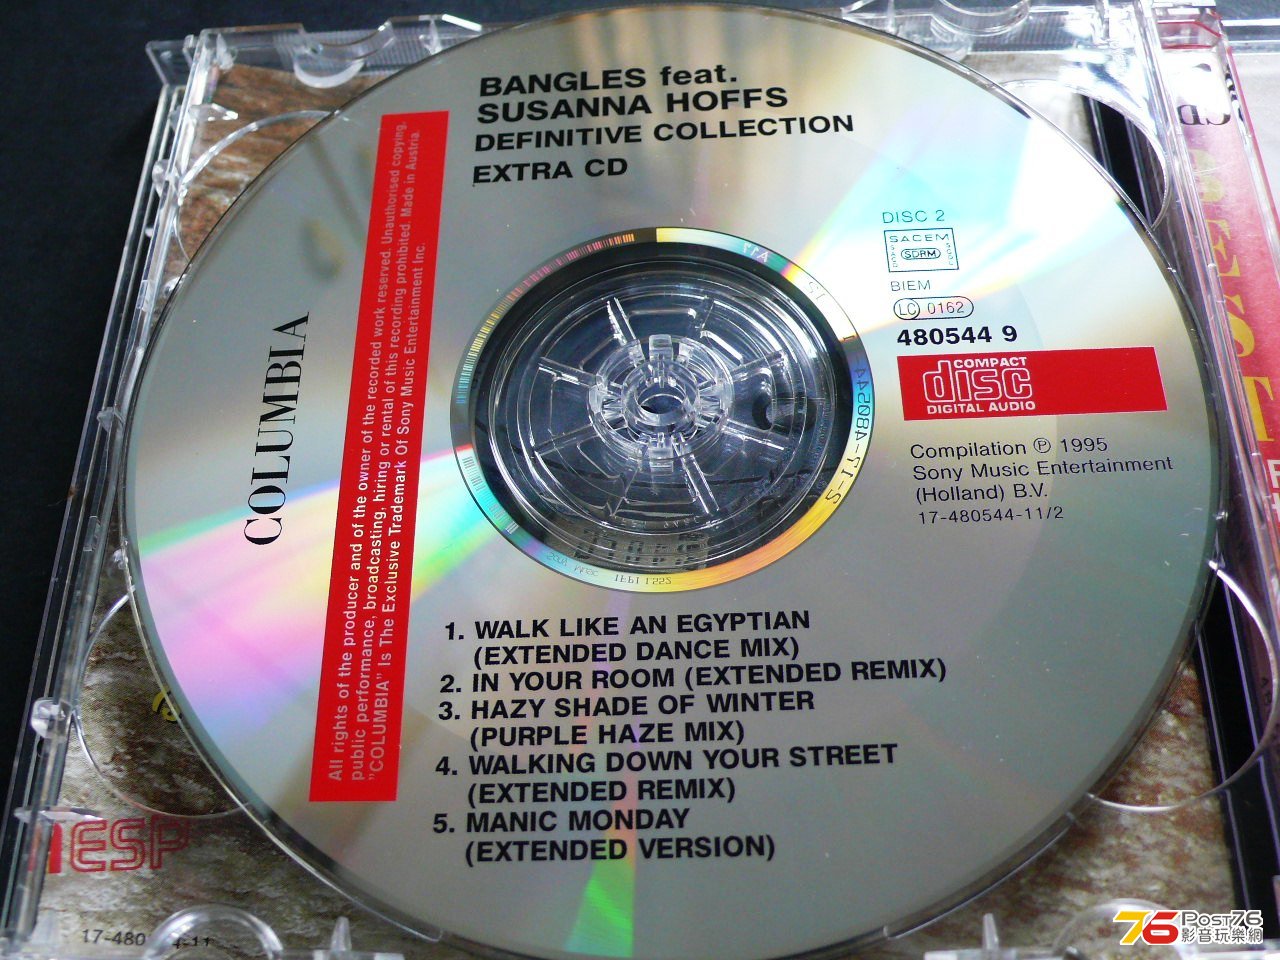 BANGLES feat.
SUSANNA HOFFS
DEFINITIVE COLLECTION
EXTRA CD
COLUMBIA
All rights of the producer and of the owner of the recorded work reserved. Unauthorised copying,
public performance, broadcasting, hiring or rental of this recording prohibited. Made in Austria.
"COLUMBIA" Is The Exclusive Trademark Of Sony Music Entertainment Inc.
DISC 2
SACEM
SDRM
BIEM
LC 0162
480544 9
COMPACT
disc
DIGITAL AUDIO
Compilation ℗ 1995
Sony Music Entertainment
(Holland) B.V.
17-480544-11/2
1. WALK LIKE AN EGYPTIAN
(EXTENDED DANCE MIX)
2. IN YOUR ROOM (EXTENDED REMIX)
3. HAZY SHADE OF WINTER
(PURPLE HAZE MIX)
4. WALKING DOWN YOUR STREET
(EXTENDED REMIX)
5. MANIC MONDAY
(EXTENDED VERSION)
TESP
17-480
76 Post76
影音玩樂網